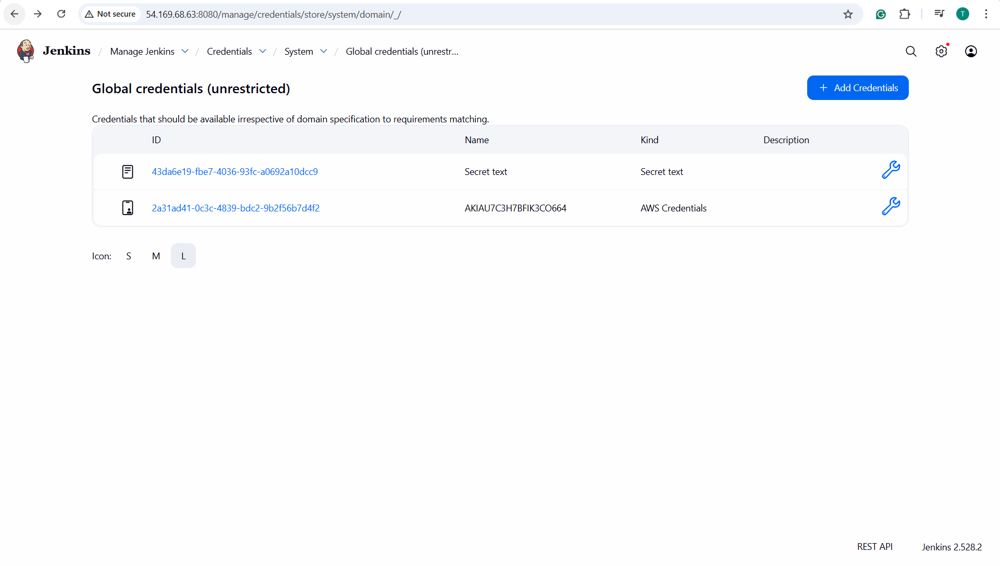 Not secure 54.169.68.63:8080/manage/credentials/store/system/domain/_/ T
Jenkins / Manage Jenkins / Credentials / System / Global credentials (unrestr...
Global credentials (unrestricted)
+ Add Credentials
Credentials that should be available irrespective of domain specification to requirements matching.
ID Name Kind Description
43da6e19-fbe7-4036-93fc-a0692a10dcc9 Secret text Secret text
2a31ad41-0c3c-4839-bdc2-9b2f56b7d4f2 AKIAU7C3H7BFIK3CO664 AWS Credentials
Icon: S M L
REST API Jenkins 2.528.2